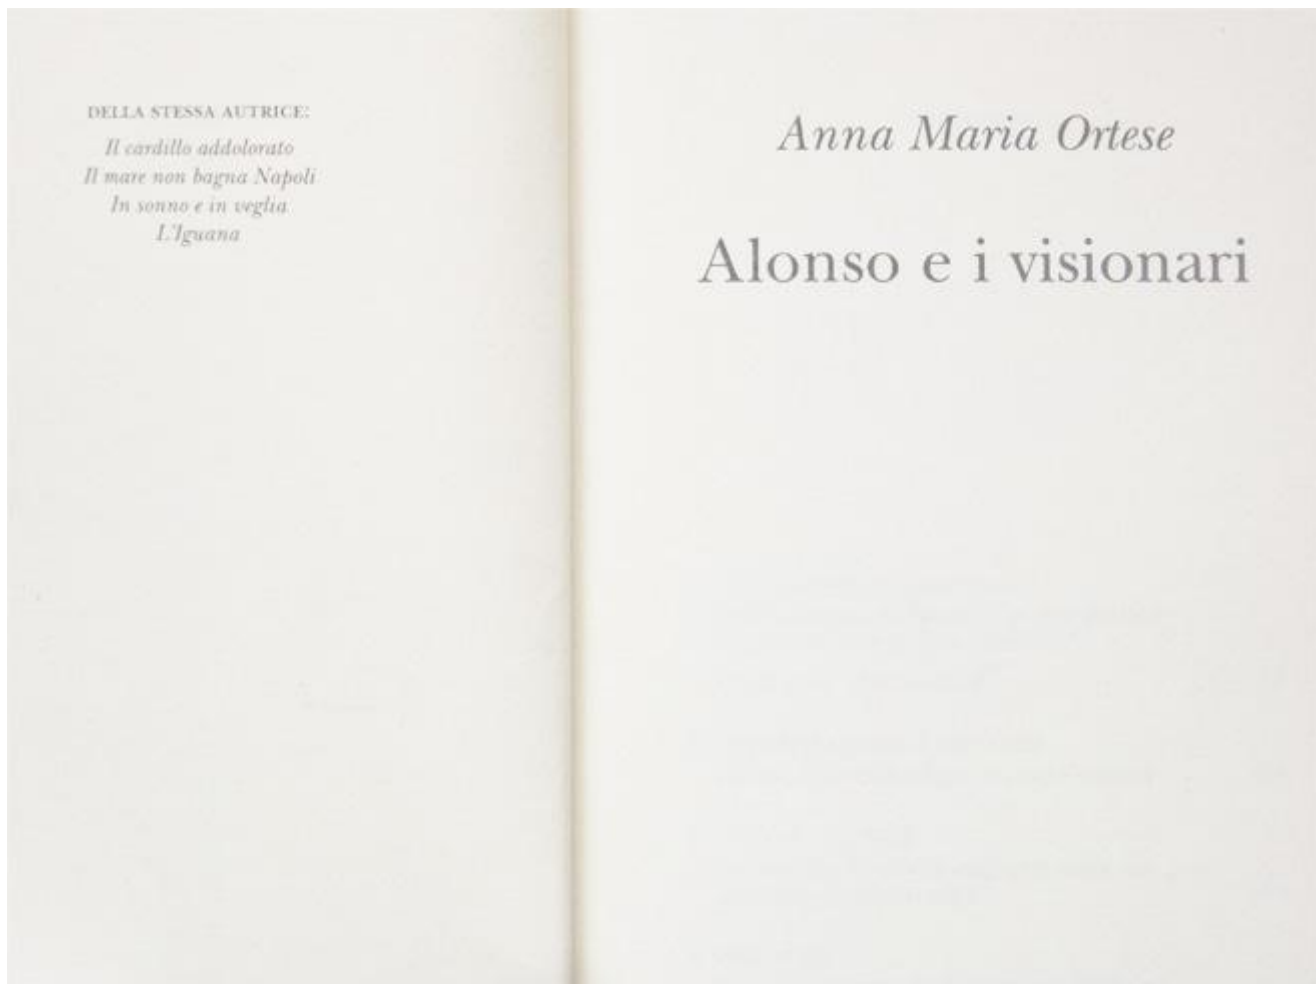 DELLA STESSA AUTRICE:
Il cardillo addolorato
Il mare non bagna Napoli
In sonno e in veglia
L'Iguana
Anna Maria Ortese
Alonso e i visionari